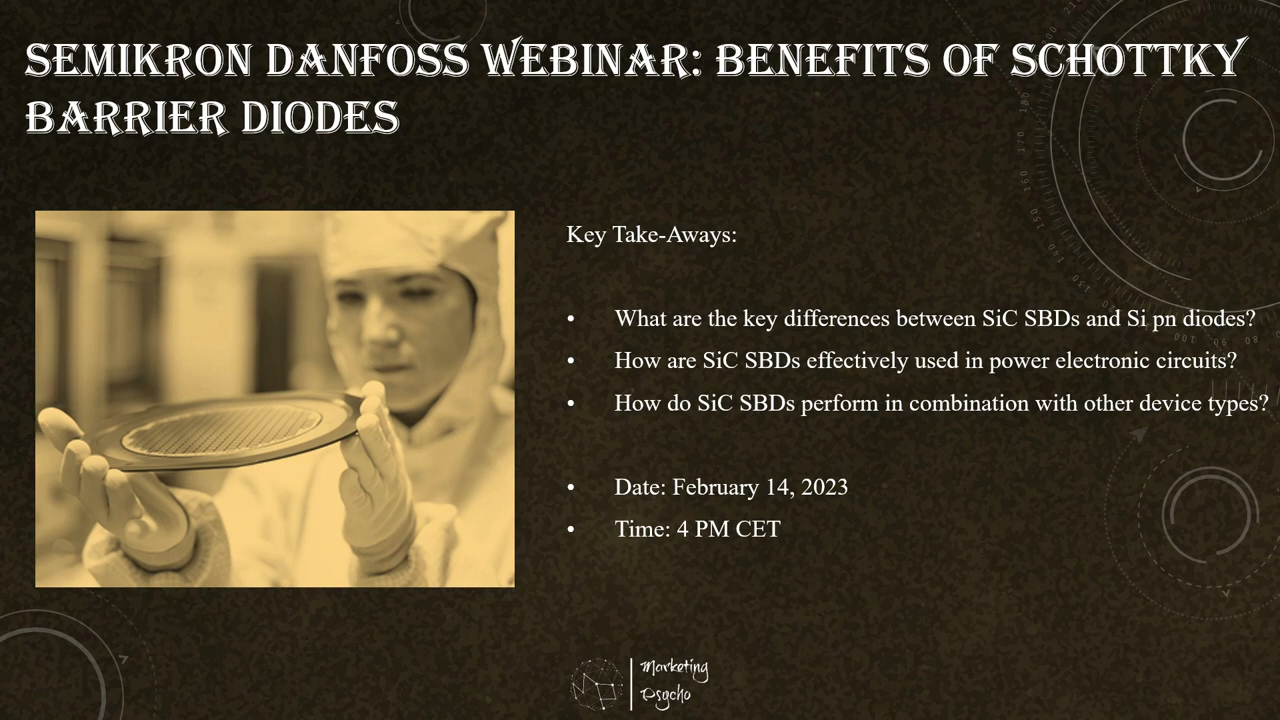 SEMIKRON DANFOSS WEBINAR: BENEFITS OF SCHOTTKY
BARRIER DIODES
Key Take-Aways:
• What are the key differences between SiC SBDs and Si pn diodes?
• How are SiC SBDs effectively used in power electronic circuits?
• How do SiC SBDs perform in combination with other device types?
• Date: February 14, 2023
• Time: 4 PM CET
Marketing
Psycho